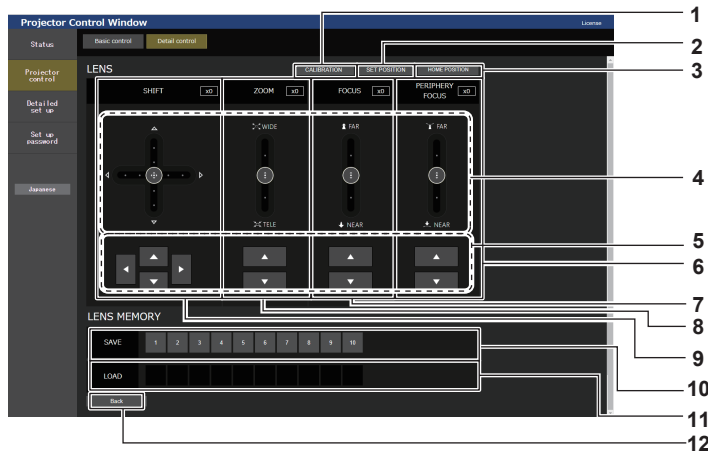 Projector Control Window
License
Status
Projector
control
Detailed
set up
Set up
password
Japanese
Basic control
Detail control
LENS
CALIBRATION
SET POSITION
HOME POSITION
SHIFT
x0
ZOOM
x0
FOCUS
x0
PERIPHERY
FOCUS
x0
WIDE
FAR
FAR
TELE
NEAR
NEAR
LENS MEMORY
SAVE
1 2 3 4 5 6 7 8 9 10
LOAD
Back
1
2
3
4
5
6
7
8
9
10
11
12